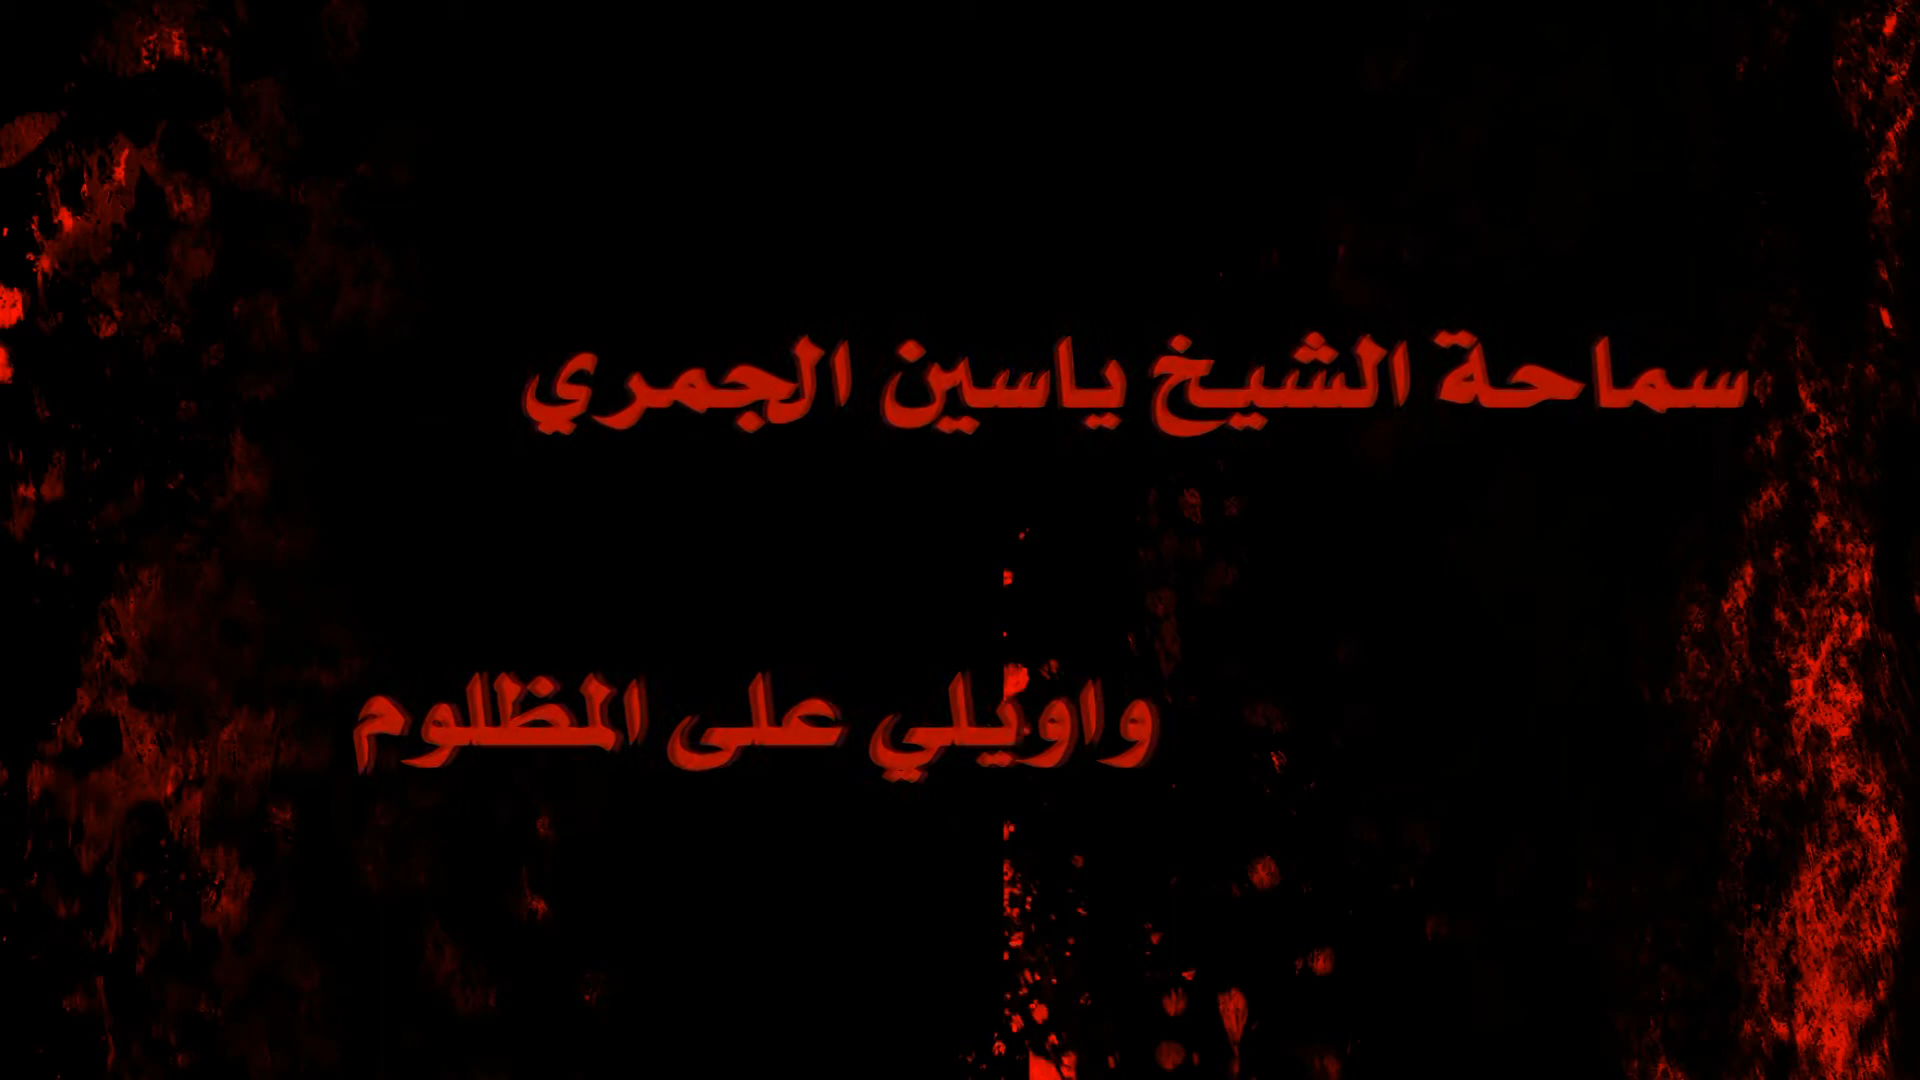 سماحة الشيخ ياسين الجمري
واويلي على المظلوم